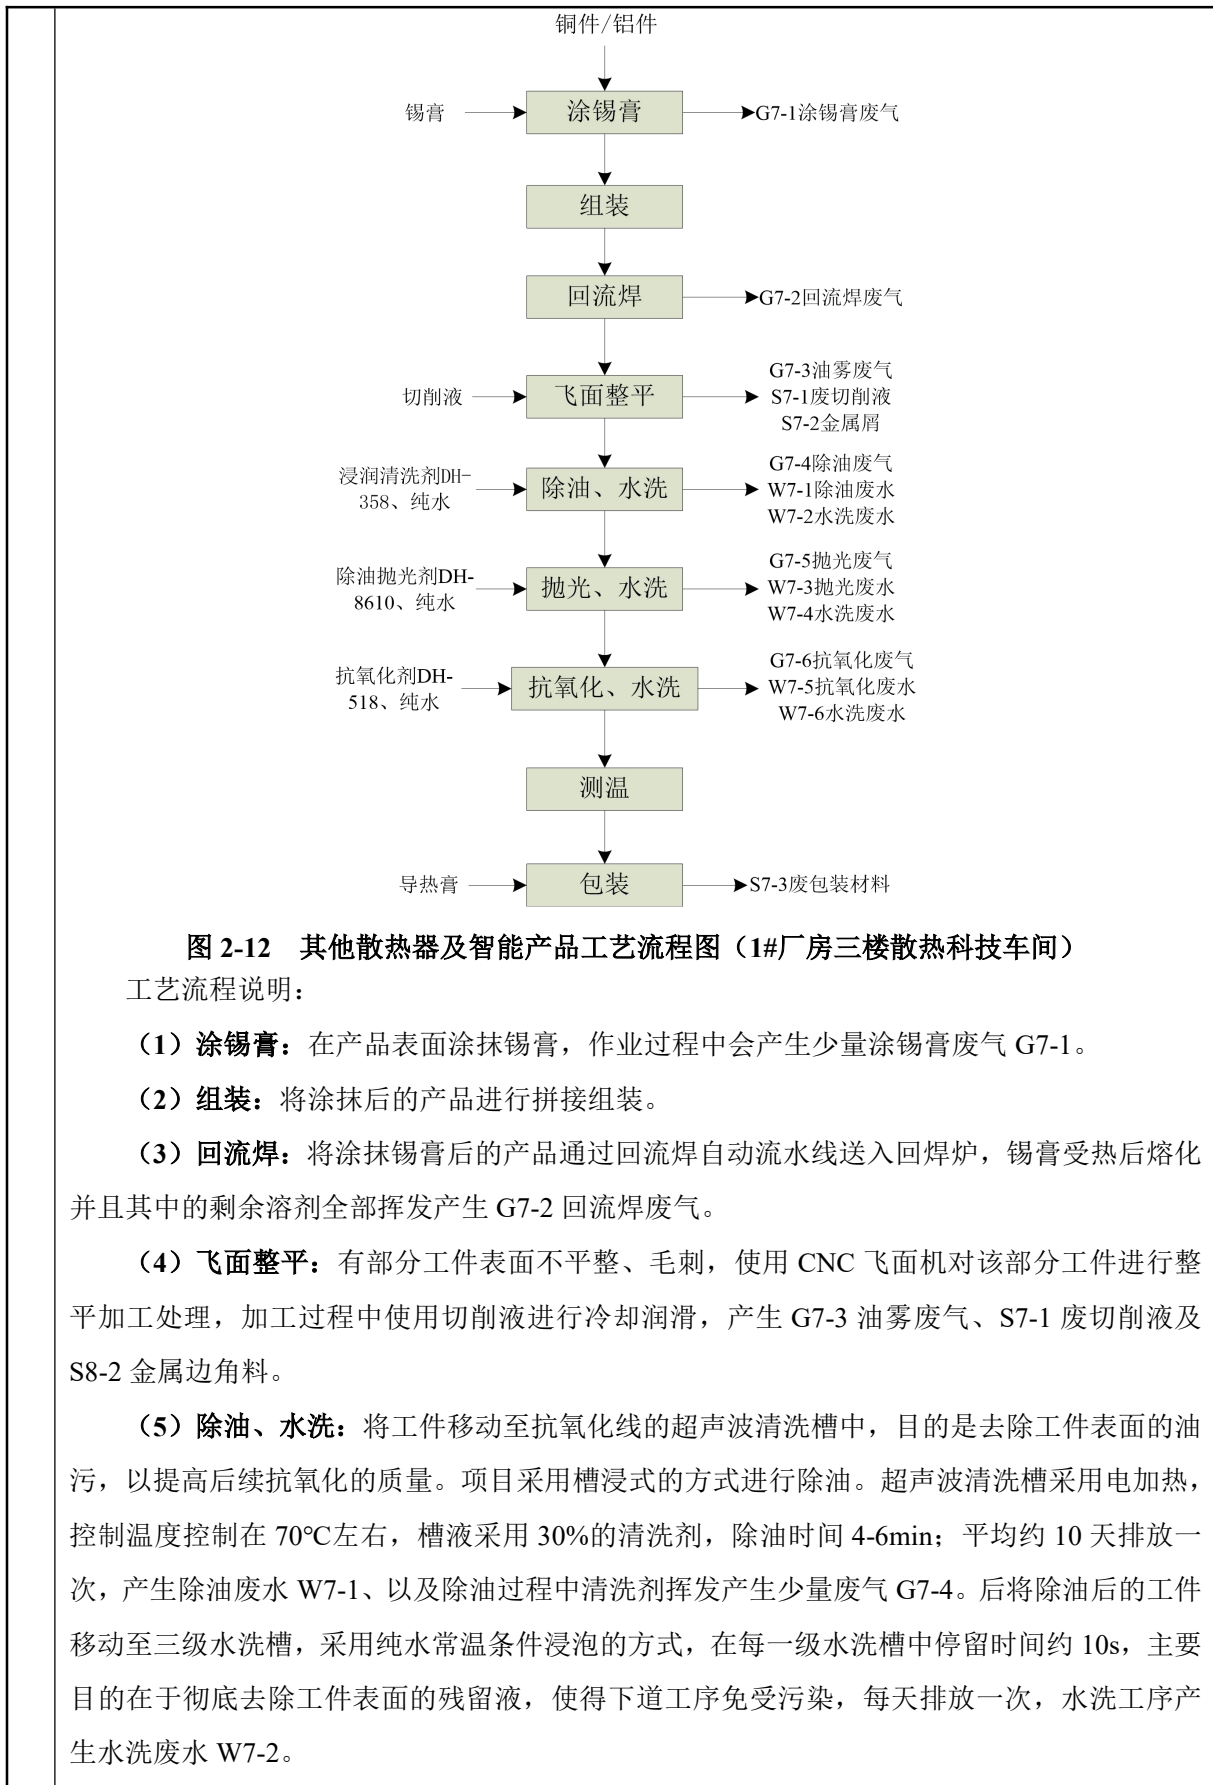 铜件/铝件
锡膏
涂锡膏
G7-1涂锡膏废气
组装
回流焊
G7-2回流焊废气
切削液
飞面整平
G7-3油雾废气
S7-1废切削液
S7-2金属屑
浸润清洗剂DH-
358、纯水
除油、水洗
G7-4除油废气
W7-1除油废水
W7-2水洗废水
除油抛光剂DH-
8610、纯水
抛光、水洗
G7-5抛光废气
W7-3抛光废水
W7-4水洗废水
抗氧化剂DH-
518、纯水
抗氧化、水洗
G7-6抗氧化废气
W7-5抗氧化废水
W7-6水洗废水
测温
导热膏
包装
S7-3废包装材料
图 2-12 其他散热器及智能产品工艺流程图（1#厂房三楼散热科技车间）
工艺流程说明：
（1）涂锡膏：在产品表面涂抹锡膏，作业过程中会产生少量涂锡膏废气 G7-1。
（2）组装：将涂抹后的产品进行拼接组装。
（3）回流焊：将涂抹锡膏后的产品通过回流焊自动流水线送入回焊炉，锡膏受热后熔化
并且其中的剩余溶剂全部挥发产生 G7-2 回流焊废气。
（4）飞面整平：有部分工件表面不平整、毛刺，使用 CNC 飞面机对该部分工件进行整
平加工处理，加工过程中使用切削液进行冷却润滑，产生 G7-3 油雾废气、S7-1 废切削液及
S8-2 金属边角料。
（5）除油、水洗：将工件移动至抗氧化线的超声波清洗槽中，目的是去除工件表面的油
污，以提高后续抗氧化的质量。项目采用槽浸式的方式进行除油。超声波清洗槽采用电加热，
控制温度控制在 70℃左右，槽液采用 30%的清洗剂，除油时间 4-6min；平均约 10 天排放一
次，产生除油废水 W7-1、以及除油过程中清洗剂挥发产生少量废气 G7-4。后将除油后的工件
移动至三级水洗槽，采用纯水常温条件浸泡的方式，在每一级水洗槽中停留时间约 10s，主要
目的在于彻底去除工件表面的残留液，使得下道工序免受污染，每天排放一次，水洗工序产
生水洗废水 W7-2。